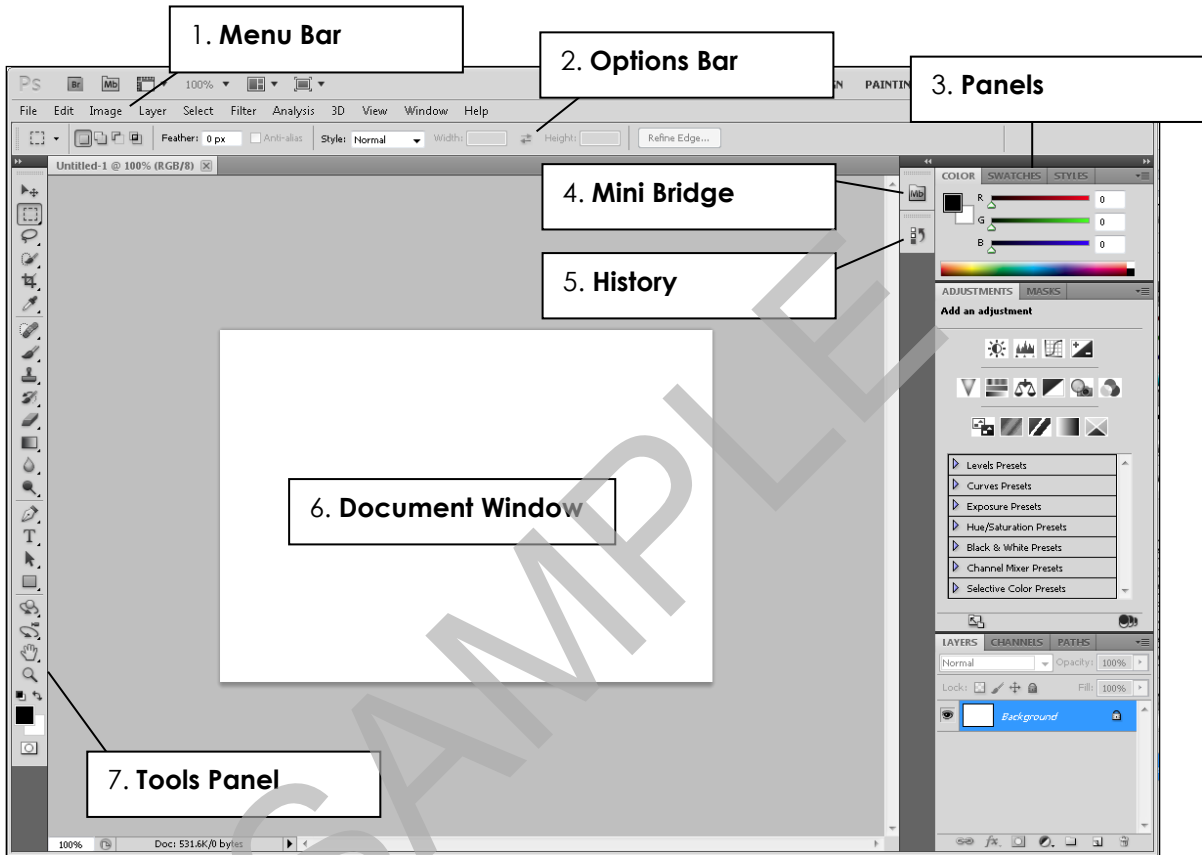 1. Menu Bar
2. Options Bar
3. Panels
Ps Br Mb 100% PAINTIN
File Edit Image Layer Select Filter Analysis 3D View Window Help
Feather: 0 px Anti-alias Style: Normal Width: Height: Refine Edge...
Untitled-1 @ 100% (RGB/8)
4. Mini Bridge
Mb
5. History
COLOR SWATCHES STYLES
R 0
G 0
B 0
ADJUSTMENTS MASKS
Add an adjustment
6. Document Window
Levels Presets
Curves Presets
Exposure Presets
Hue/Saturation Presets
Black & White Presets
Channel Mixer Presets
Selective Color Presets
T
LAYERS CHANNELS PATHS
Normal Opacity: 100%
Lock: Fill: 100%
Background
7. Tools Panel
100% Doc: 531.6K/0 bytes
fx.
SAMPLE